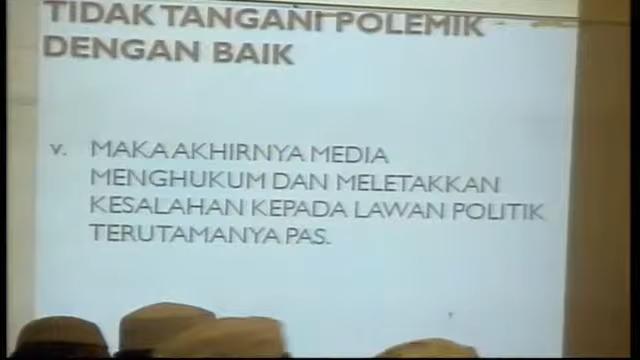 TIDAK TANGANI POLEMIK
DENGAN BAIK
v. MAKA AKHIRNYA MEDIA
MENGHUKUM DAN MELETAKKAN
KESALAHAN KEPADA LAWAN POLITIK
TERUTAMANYA PAS.